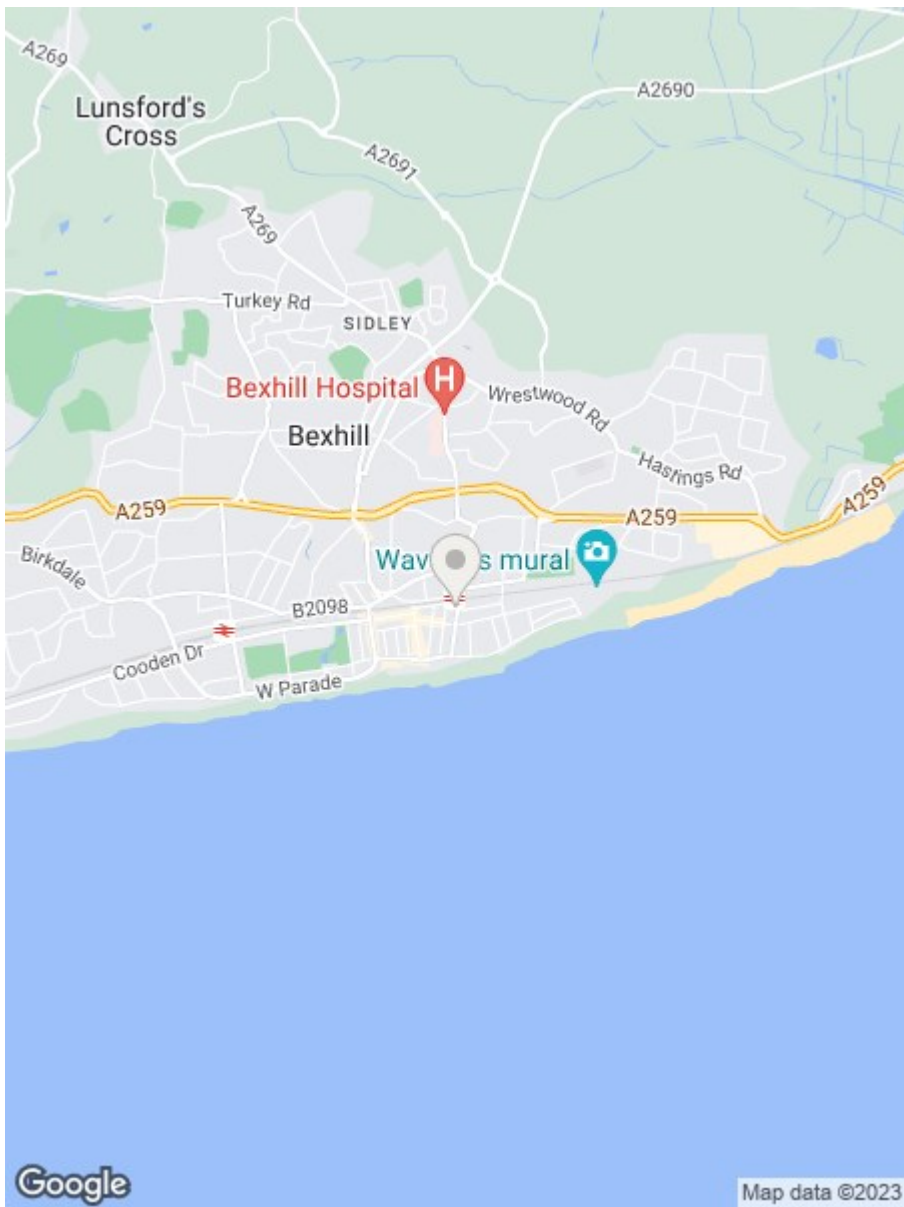 A269
A2690
Lunsford's
Cross
A2691
A269
Turkey Rd
SIDLEY
Bexhill Hospital
H
Wrestwood Rd
Bexhill
Hastings Rd
A259
A259
A259
mural
Birkdale
B2098
Cooden Dr
W Parade
Google
Map data ©2023